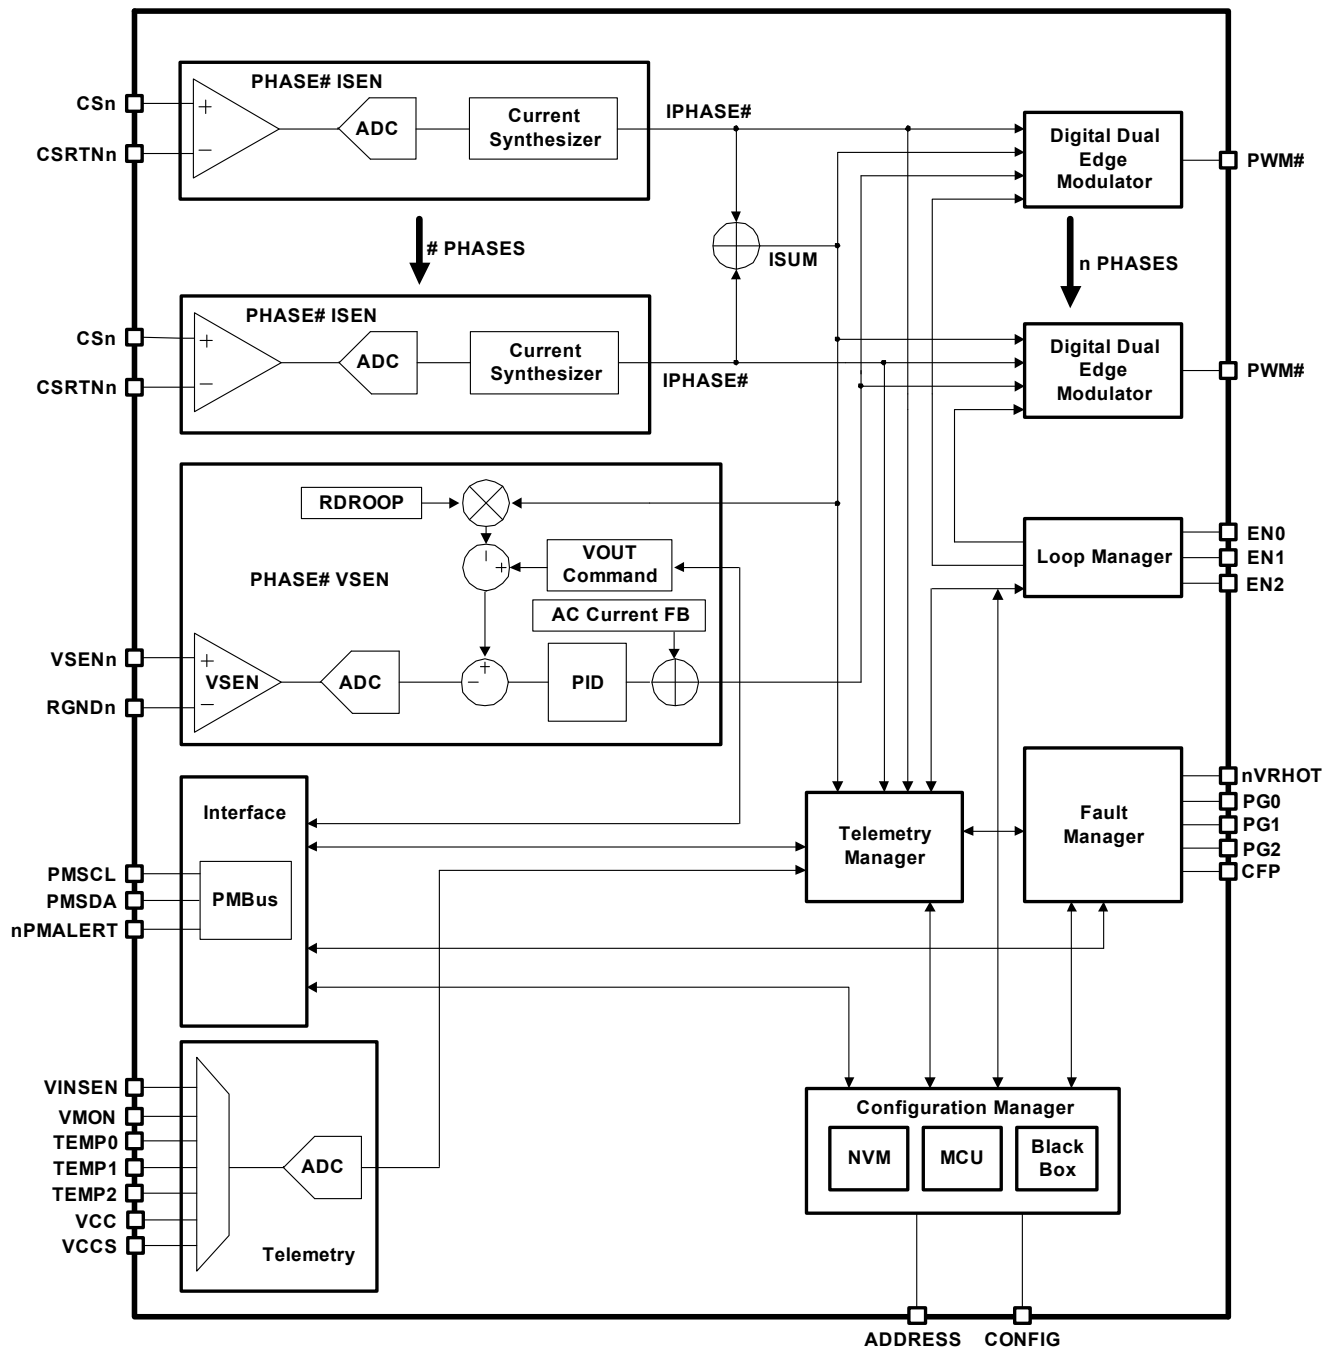 PHASE# ISEN
CSn
+
ADC
Current
Synthesizer
IPHASE#
Digital Dual
Edge
Modulator
PWM#
CSRTNn
−
# PHASES
ISUM
n PHASES
PHASE# ISEN
CSn
+
ADC
Current
Synthesizer
IPHASE#
Digital Dual
Edge
Modulator
PWM#
CSRTNn
−
RDROOP
−
+
VOUT
Command
PHASE# VSEN
AC Current FB
Loop Manager
EN0
EN1
EN2
VSENn
+
VSEN
−
RGNDn
ADC
+
−
PID
Interface
PMBus
PMSCL
PMSDA
nPMALERT
Telemetry
Manager
Fault
Manager
nVRHOT
PG0
PG1
PG2
CFP
VINSEN
VMON
TEMP0
TEMP1
TEMP2
VCC
VCCS
ADC
Telemetry
Configuration Manager
NVM
MCU
Black
Box
ADDRESS
CONFIG